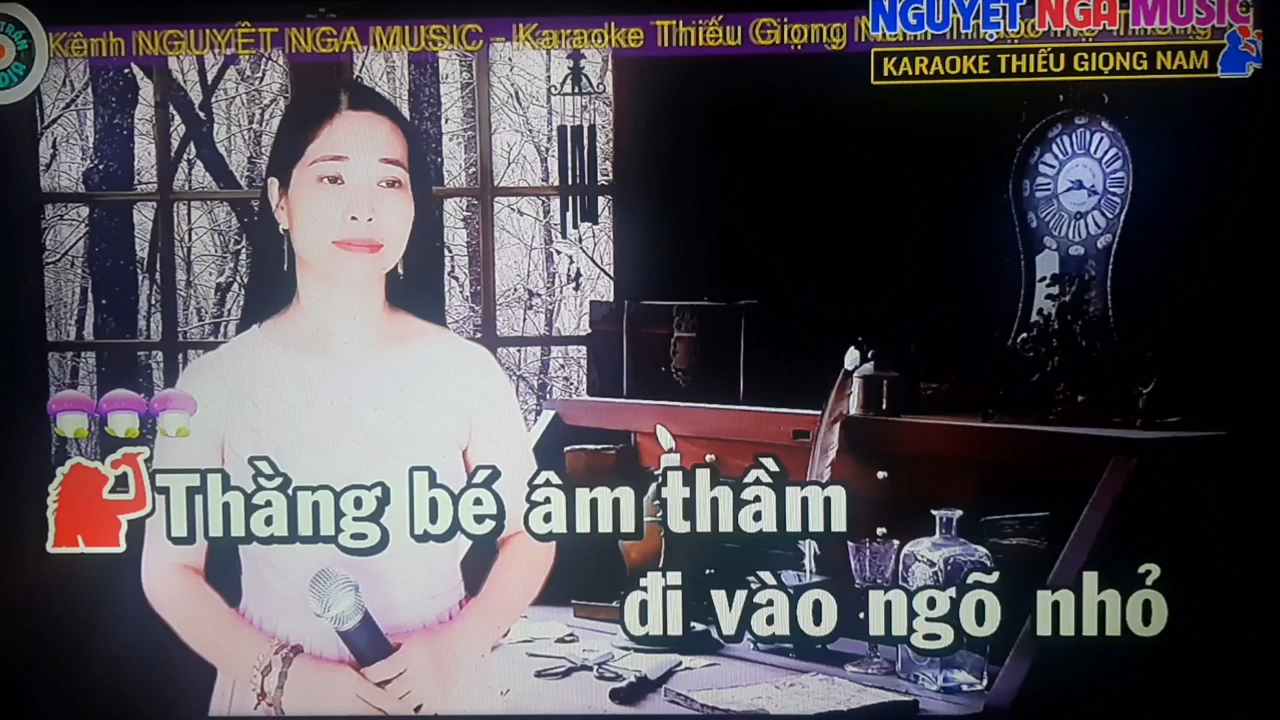 Kênh NGUYỆT NGA MUSIC - Karaoke Thiếu Giọng
NGUYỆT NGA MUSIC
KARAOKE THIẾU GIỌNG NAM
Thằng bé âm thầm
đi vào ngõ nhỏ